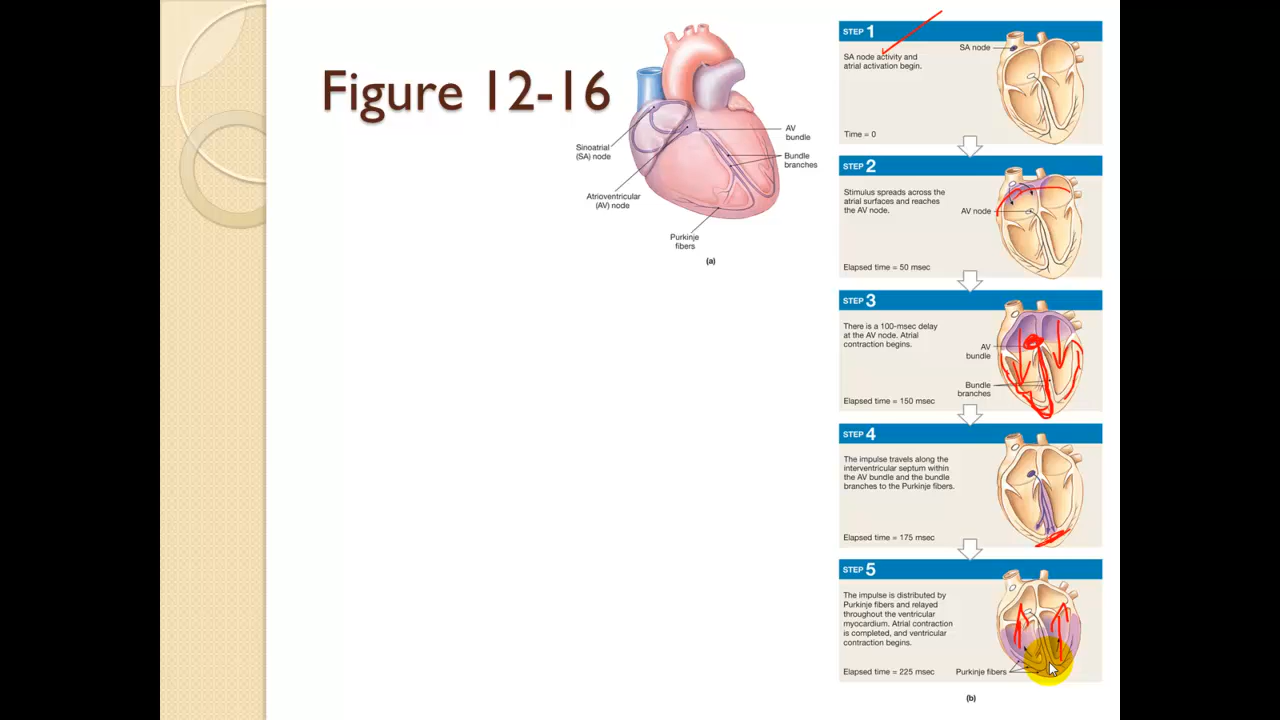 Figure 12-16
Sinoatrial
(SA) node
Atrioventricular
(AV) node
Purkinje
fibers
AV
bundle
Bundle
branches
(a)
STEP 1
SA node activity and
atrial activation begin.
SA node
Time = 0
STEP 2
Stimulus spreads across the
atrial surfaces and reaches
the AV node.
AV node
Elapsed time = 50 msec
STEP 3
There is a 100-msec delay
at the AV node. Atrial
contraction begins.
AV
bundle
Bundle
branches
Elapsed time = 150 msec
STEP 4
The impulse travels along the
interventricular septum within
the AV bundle and the bundle
branches to the Purkinje fibers.
Elapsed time = 175 msec
STEP 5
The impulse is distributed by
Purkinje fibers and relayed
throughout the ventricular
myocardium. Atrial contraction
is completed, and ventricular
contraction begins.
Elapsed time = 225 msec
Purkinje fibers
(b)